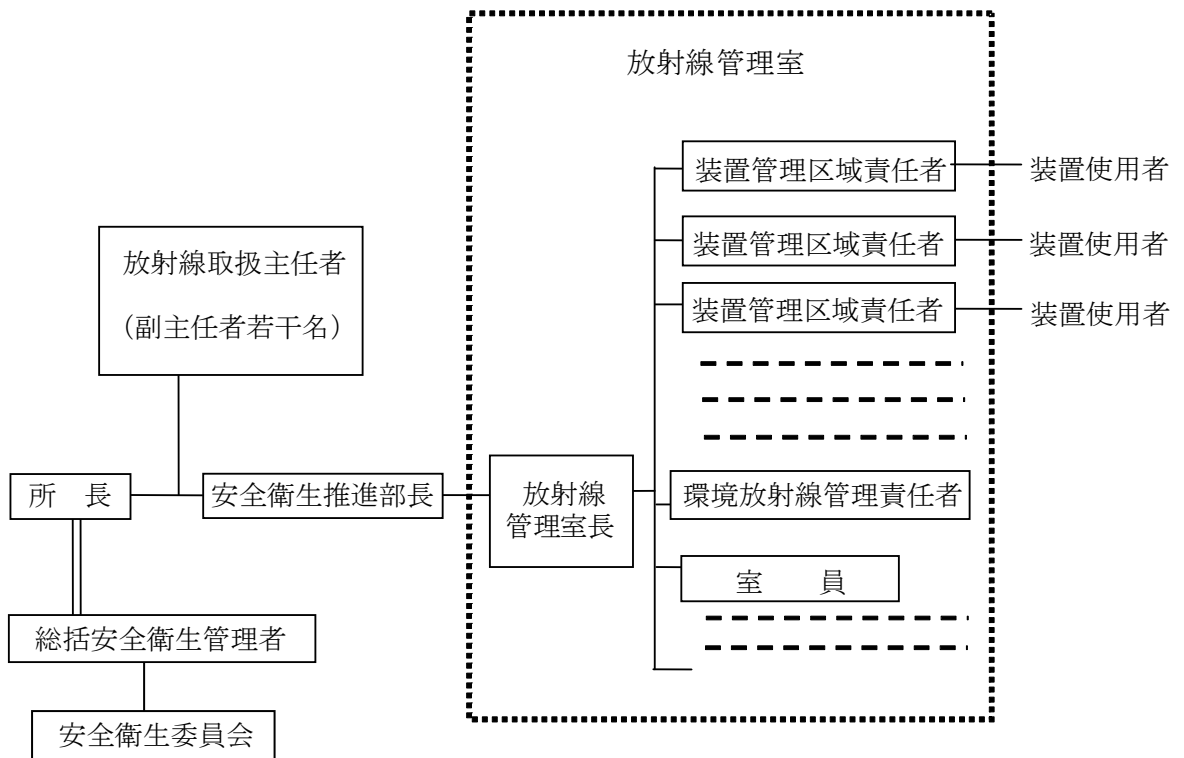 放射線管理室
装置管理区域責任者
装置使用者
装置管理区域責任者
装置使用者
装置管理区域責任者
装置使用者
放射線取扱主任者
(副主任者若干名)
所 長
安全衛生推進部長
放射線
管理室長
環境放射線管理責任者
室 員
総括安全衛生管理者
安全衛生委員会